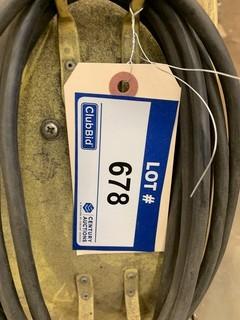 ClubBid
LOT #
678
CENTURY
AUCTIONS